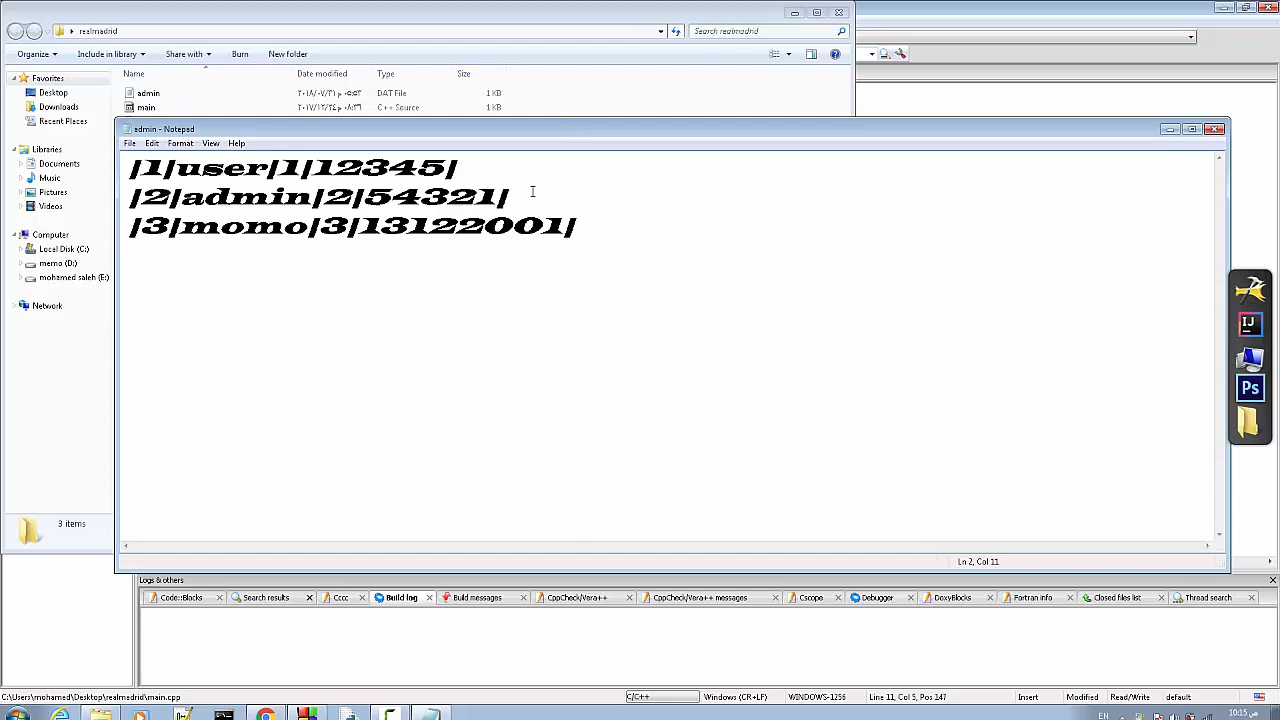 realmadrid
Search realmadrid
Organize
Include in library
Share with
Burn
New folder
Favorites
Desktop
Downloads
Recent Places
Libraries
Documents
Music
Pictures
Videos
Computer
Local Disk (C:)
memo (D:)
mohamed saleh (E:)
Network
3 items
Name
Date modified
Type
Size
admin
DAT File
1 KB
main
C++ Source
1 KB
admin - Notepad
File
Edit
Format
View
Help
|1|user|1|12345|
|2|admin|2|54321|
|3|momo|3|13122001|
Ln 2, Col 11
IJ
Ps
Logs & others
Code::Blocks
Search results
Cccc
Build log
Build messages
CppCheck/Vera++
CppCheck/Vera++ messages
Cscope
Debugger
DoxyBlocks
Fortran info
Closed files list
Thread search
C:\Users\mohamed\Desktop\realmadrid\main.cpp
C/C++
Windows (CR+LF)
WINDOWS-1256
Line 11, Col 5, Pos 147
Insert
Modified
Read/Write
default
EN
10:15 ص